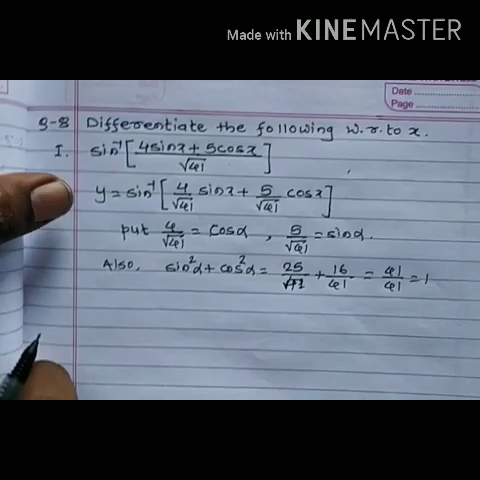 Made with KINEMASTER
Date
Page
Q-8 Differentiate the following w.r.to x.
I. sin⁻¹[(4sinx+5cosx)/√41]
y = sin⁻¹[4/√41 sinx + 5/√41 cosx]
put 4/√41 = cosα, 5/√41 = sinα.
Also, sin²α+cos²α = 25/√41 + 16/41 = 41/41 = 1